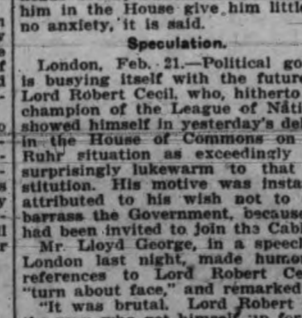 him in the House give him littl
no anxiety, it is said.
Speculation.
London, Feb. 21.—Political go
is busying itself with the futur
Lord Robert Cecil, who, hitherto
champion of the League of Nati
showed himself in yesterday's de
in the House of Commons on
Ruhr situation as exceedingly
surprisingly lukewarm to that
stitution. His motive was insta
attributed to his wish not to
barrass the Government, becaus
had been invited to join the Cab
Mr. Lloyd George, in a speec
London last night, made humo
references to Lord Robert Ce
"turn about face," and remarked
"It was brutal. Lord Robert